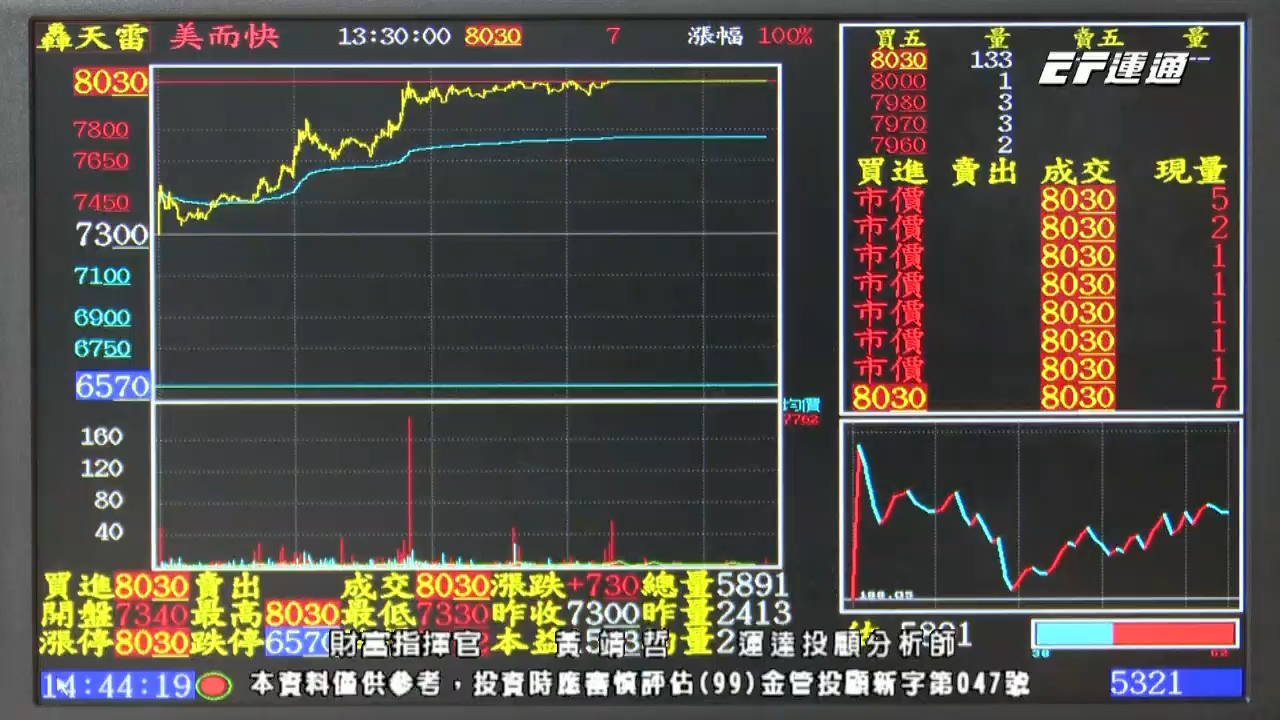 轟天雷 美而快 13:30:00 8030 7 漲幅 100%
買五 量 賣五 量
8030 133 --
8000 1
7980 3
7970 3
7960 2
EF運通
買進 賣出 成交 現量
市價 8030 5
市價 8030 2
市價 8030 1
市價 8030 1
市價 8030 1
市價 8030 1
市價 8030 1
8030 8030 7
8030
7800
7650
7450
7300
7100
6900
6750
6570
均價
7762
160
120
80
40
買進8030賣出 成交8030漲跌+730總量5891
開盤7340最高8030最低7330昨收7300昨量2413
漲停8030跌停6570
財富指揮官 黃靖哲 運達投顧分析師
38 62
14:44:19 本資料僅供參考，投資時應審慎評估(99)金管投顧新字第047號 5321